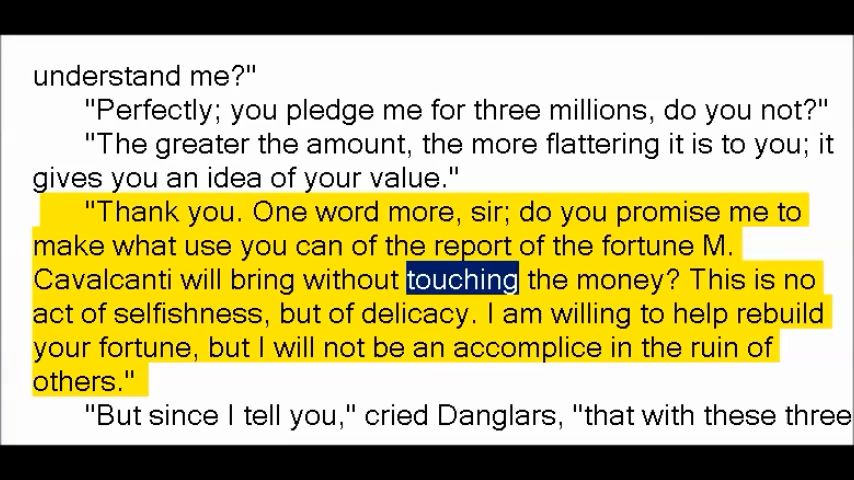 understand me?"
"Perfectly; you pledge me for three millions, do you not?"
"The greater the amount, the more flattering it is to you; it
gives you an idea of your value."
"Thank you. One word more, sir; do you promise me to
make what use you can of the report of the fortune M.
Cavalcanti will bring without touching the money? This is no
act of selfishness, but of delicacy. I am willing to help rebuild
your fortune, but I will not be an accomplice in the ruin of
others."
"But since I tell you," cried Danglars, "that with these three